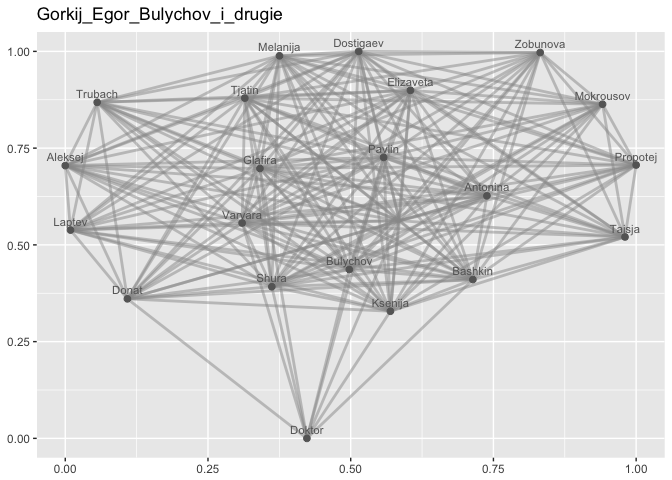 Gorkij_Egor_Bulychov_i_drugie
1.00
0.75
0.50
0.25
0.00
Melanija
Dostigaev
Zobunova
Elizaveta
Tjatin
Trubach
Mokrousov
Pavlin
Aleksej
Glafira
Propotej
Antonina
Varvara
Laptev
Taisja
Bulychov
Bashkin
Shura
Donat
Ksenija
Doktor
0.00
0.25
0.50
0.75
1.00